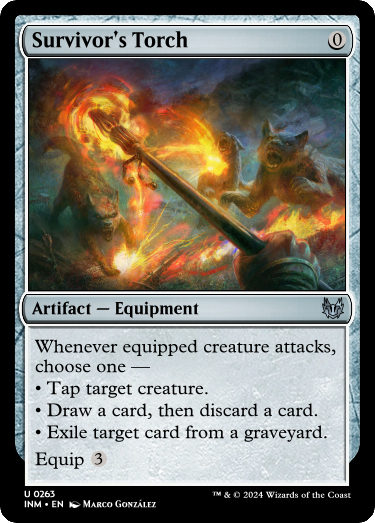 Survivor's Torch 0
Artifact — Equipment
Whenever equipped creature attacks,
choose one —
• Tap target creature.
• Draw a card, then discard a card.
• Exile target card from a graveyard.
Equip 3
U 0263
INM • EN Marco González
™ & © 2024 Wizards of the Coast